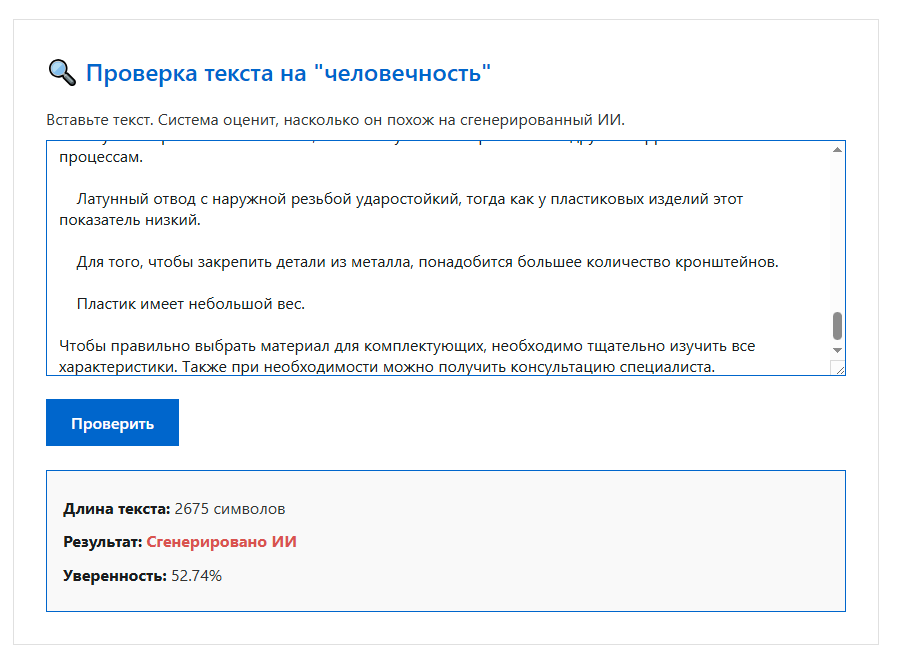 Проверка текста на "человечность"
Вставьте текст. Система оценит, насколько он похож на сгенерированный ИИ.
процессам.
Латунный отвод с наружной резьбой ударостойкий, тогда как у пластиковых изделий этот
показатель низкий.
Для того, чтобы закрепить детали из металла, понадобится большее количество кронштейнов.
Пластик имеет небольшой вес.
Чтобы правильно выбрать материал для комплектующих, необходимо тщательно изучить все
характеристики. Также при необходимости можно получить консультацию специалиста.
Проверить
Длина текста: 2675 символов
Результат: Сгенерировано ИИ
Уверенность: 52.74%